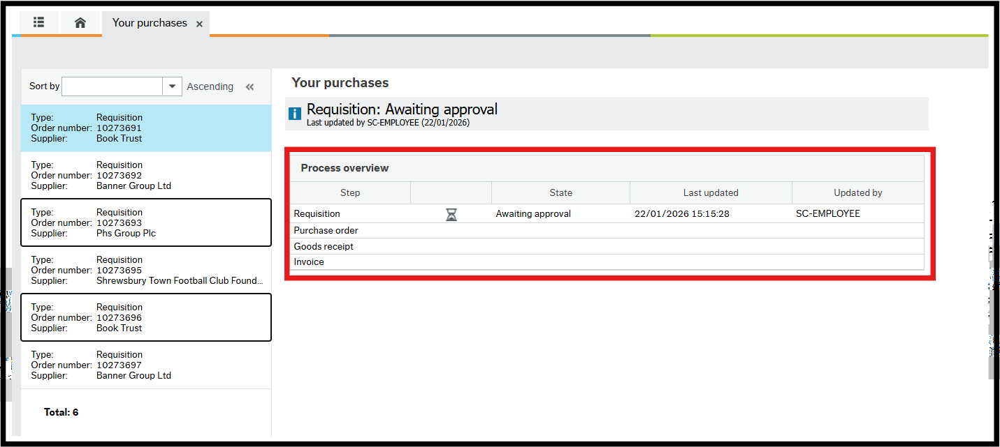 Your purchases
Sort by Ascending
Type: Requisition
Order number: 10273691
Supplier: Book Trust
Type: Requisition
Order number: 10273692
Supplier: Banner Group Ltd
Type: Requisition
Order number: 10273693
Supplier: Phs Group Plc
Type: Requisition
Order number: 10273695
Supplier: Shrewsbury Town Football Club Found...
Type: Requisition
Order number: 10273696
Supplier: Book Trust
Type: Requisition
Order number: 10273697
Supplier: Banner Group Ltd
Total: 6
Your purchases
Requisition: Awaiting approval
Last updated by SC-EMPLOYEE (22/01/2026)
Process overview
Step State Last updated Updated by
Requisition Awaiting approval 22/01/2026 15:15:28 SC-EMPLOYEE
Purchase order
Goods receipt
Invoice